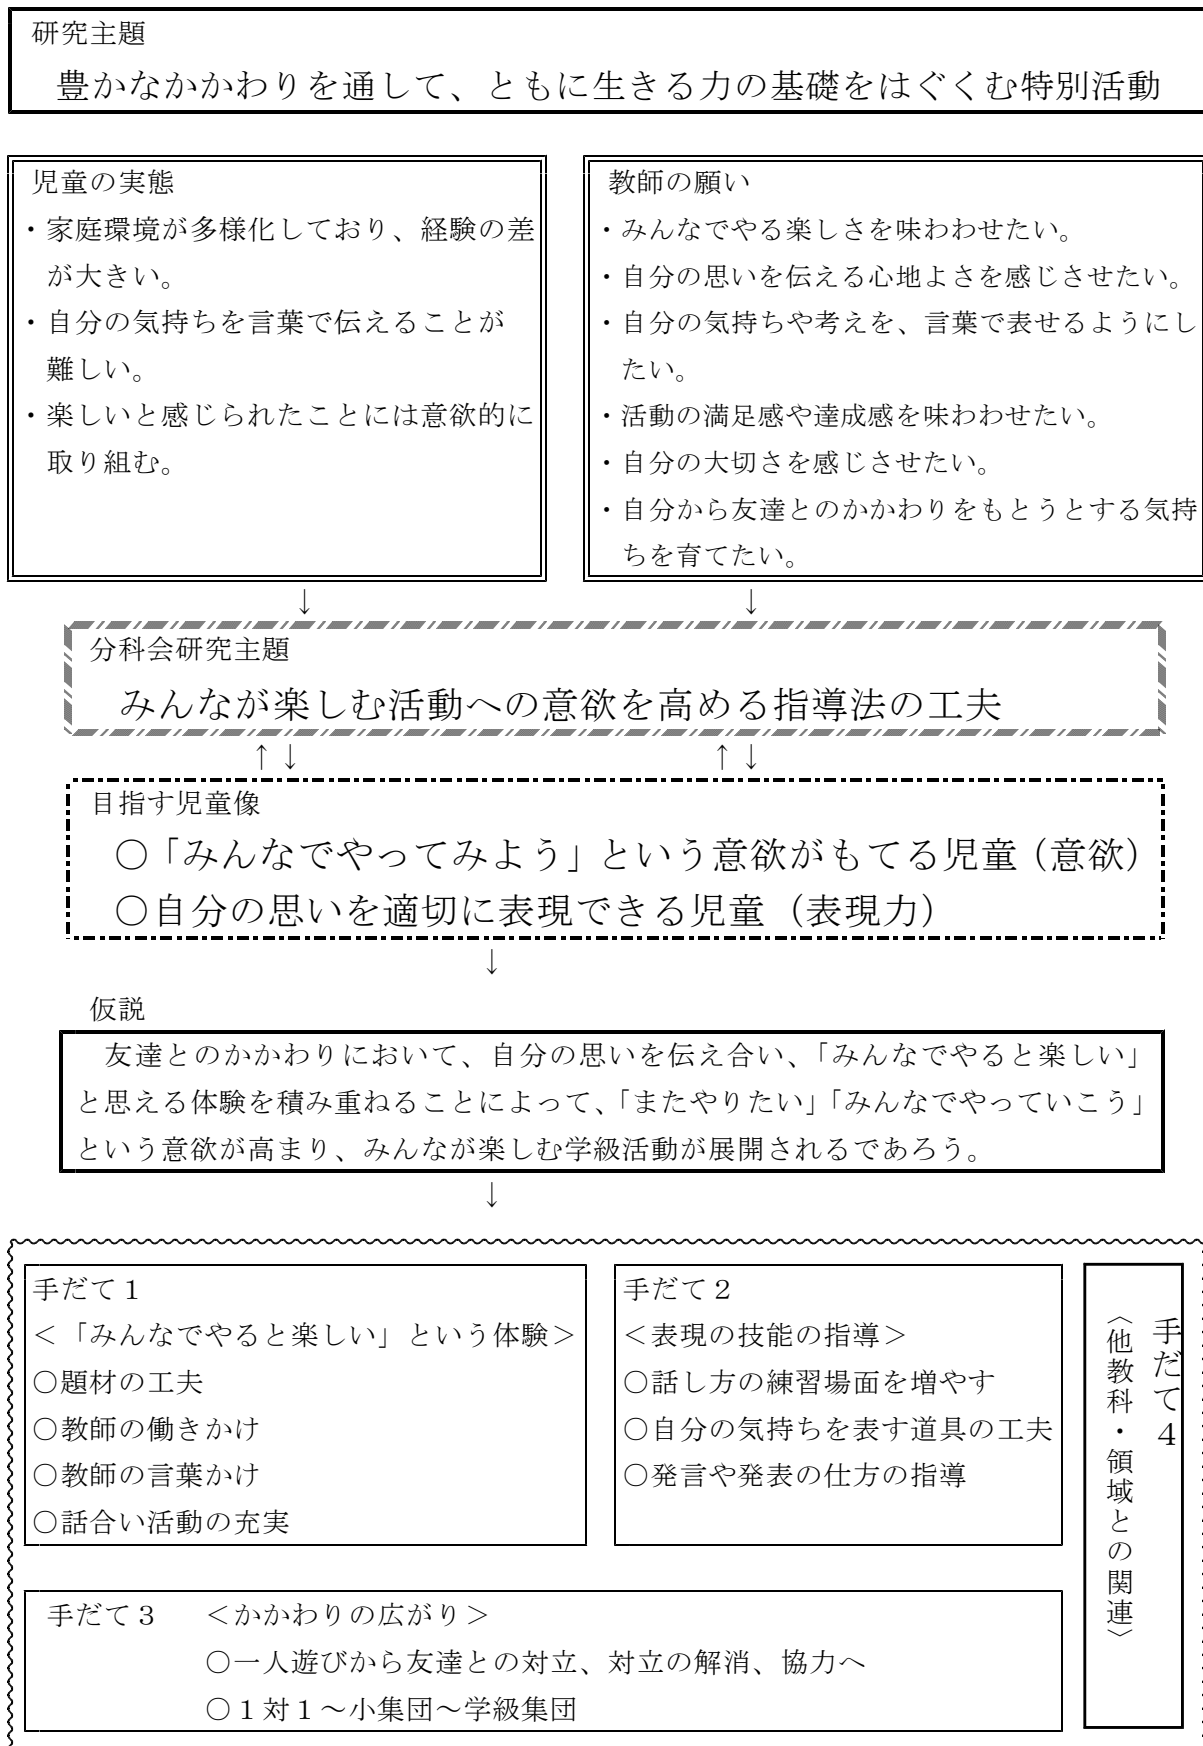 研究主題
豊かなかかわりを通して、ともに生きる力の基礎をはぐくむ特別活動
児童の実態
・家庭環境が多様化しており、経験の差
が大きい。
・自分の気持ちを言葉で伝えることが
難しい。
・楽しいと感じられたことには意欲的に
取り組む。
教師の願い
・みんなでやる楽しさを味わわせたい。
・自分の思いを伝える心地よさを感じさせたい。
・自分の気持ちや考えを、言葉で表せるようにし
たい。
・活動の満足感や達成感を味わわせたい。
・自分の大切さを感じさせたい。
・自分から友達とのかかわりをもとうとする気持
ちを育てたい。
↓ ↓
分科会研究主題
みんなが楽しむ活動への意欲を高める指導法の工夫
↑↓ ↑↓
目指す児童像
○「みんなでやってみよう」という意欲がもてる児童（意欲）
○自分の思いを適切に表現できる児童（表現力）
↓
仮説
友達とのかかわりにおいて、自分の思いを伝え合い、「みんなでやると楽しい」
と思える体験を積み重ねることによって、「またやりたい」「みんなでやっていこう」
という意欲が高まり、みんなが楽しむ学級活動が展開されるであろう。
↓
手だて１
＜「みんなでやると楽しい」という体験＞
○題材の工夫
○教師の働きかけ
○教師の言葉かけ
○話合い活動の充実
手だて２
＜表現の技能の指導＞
○話し方の練習場面を増やす
○自分の気持ちを表す道具の工夫
○発言や発表の仕方の指導
手だて３　＜かかわりの広がり＞
○一人遊びから友達との対立、対立の解消、協力へ
○１対１～小集団～学級集団
手だて４
〈他教科・領域との関連〉